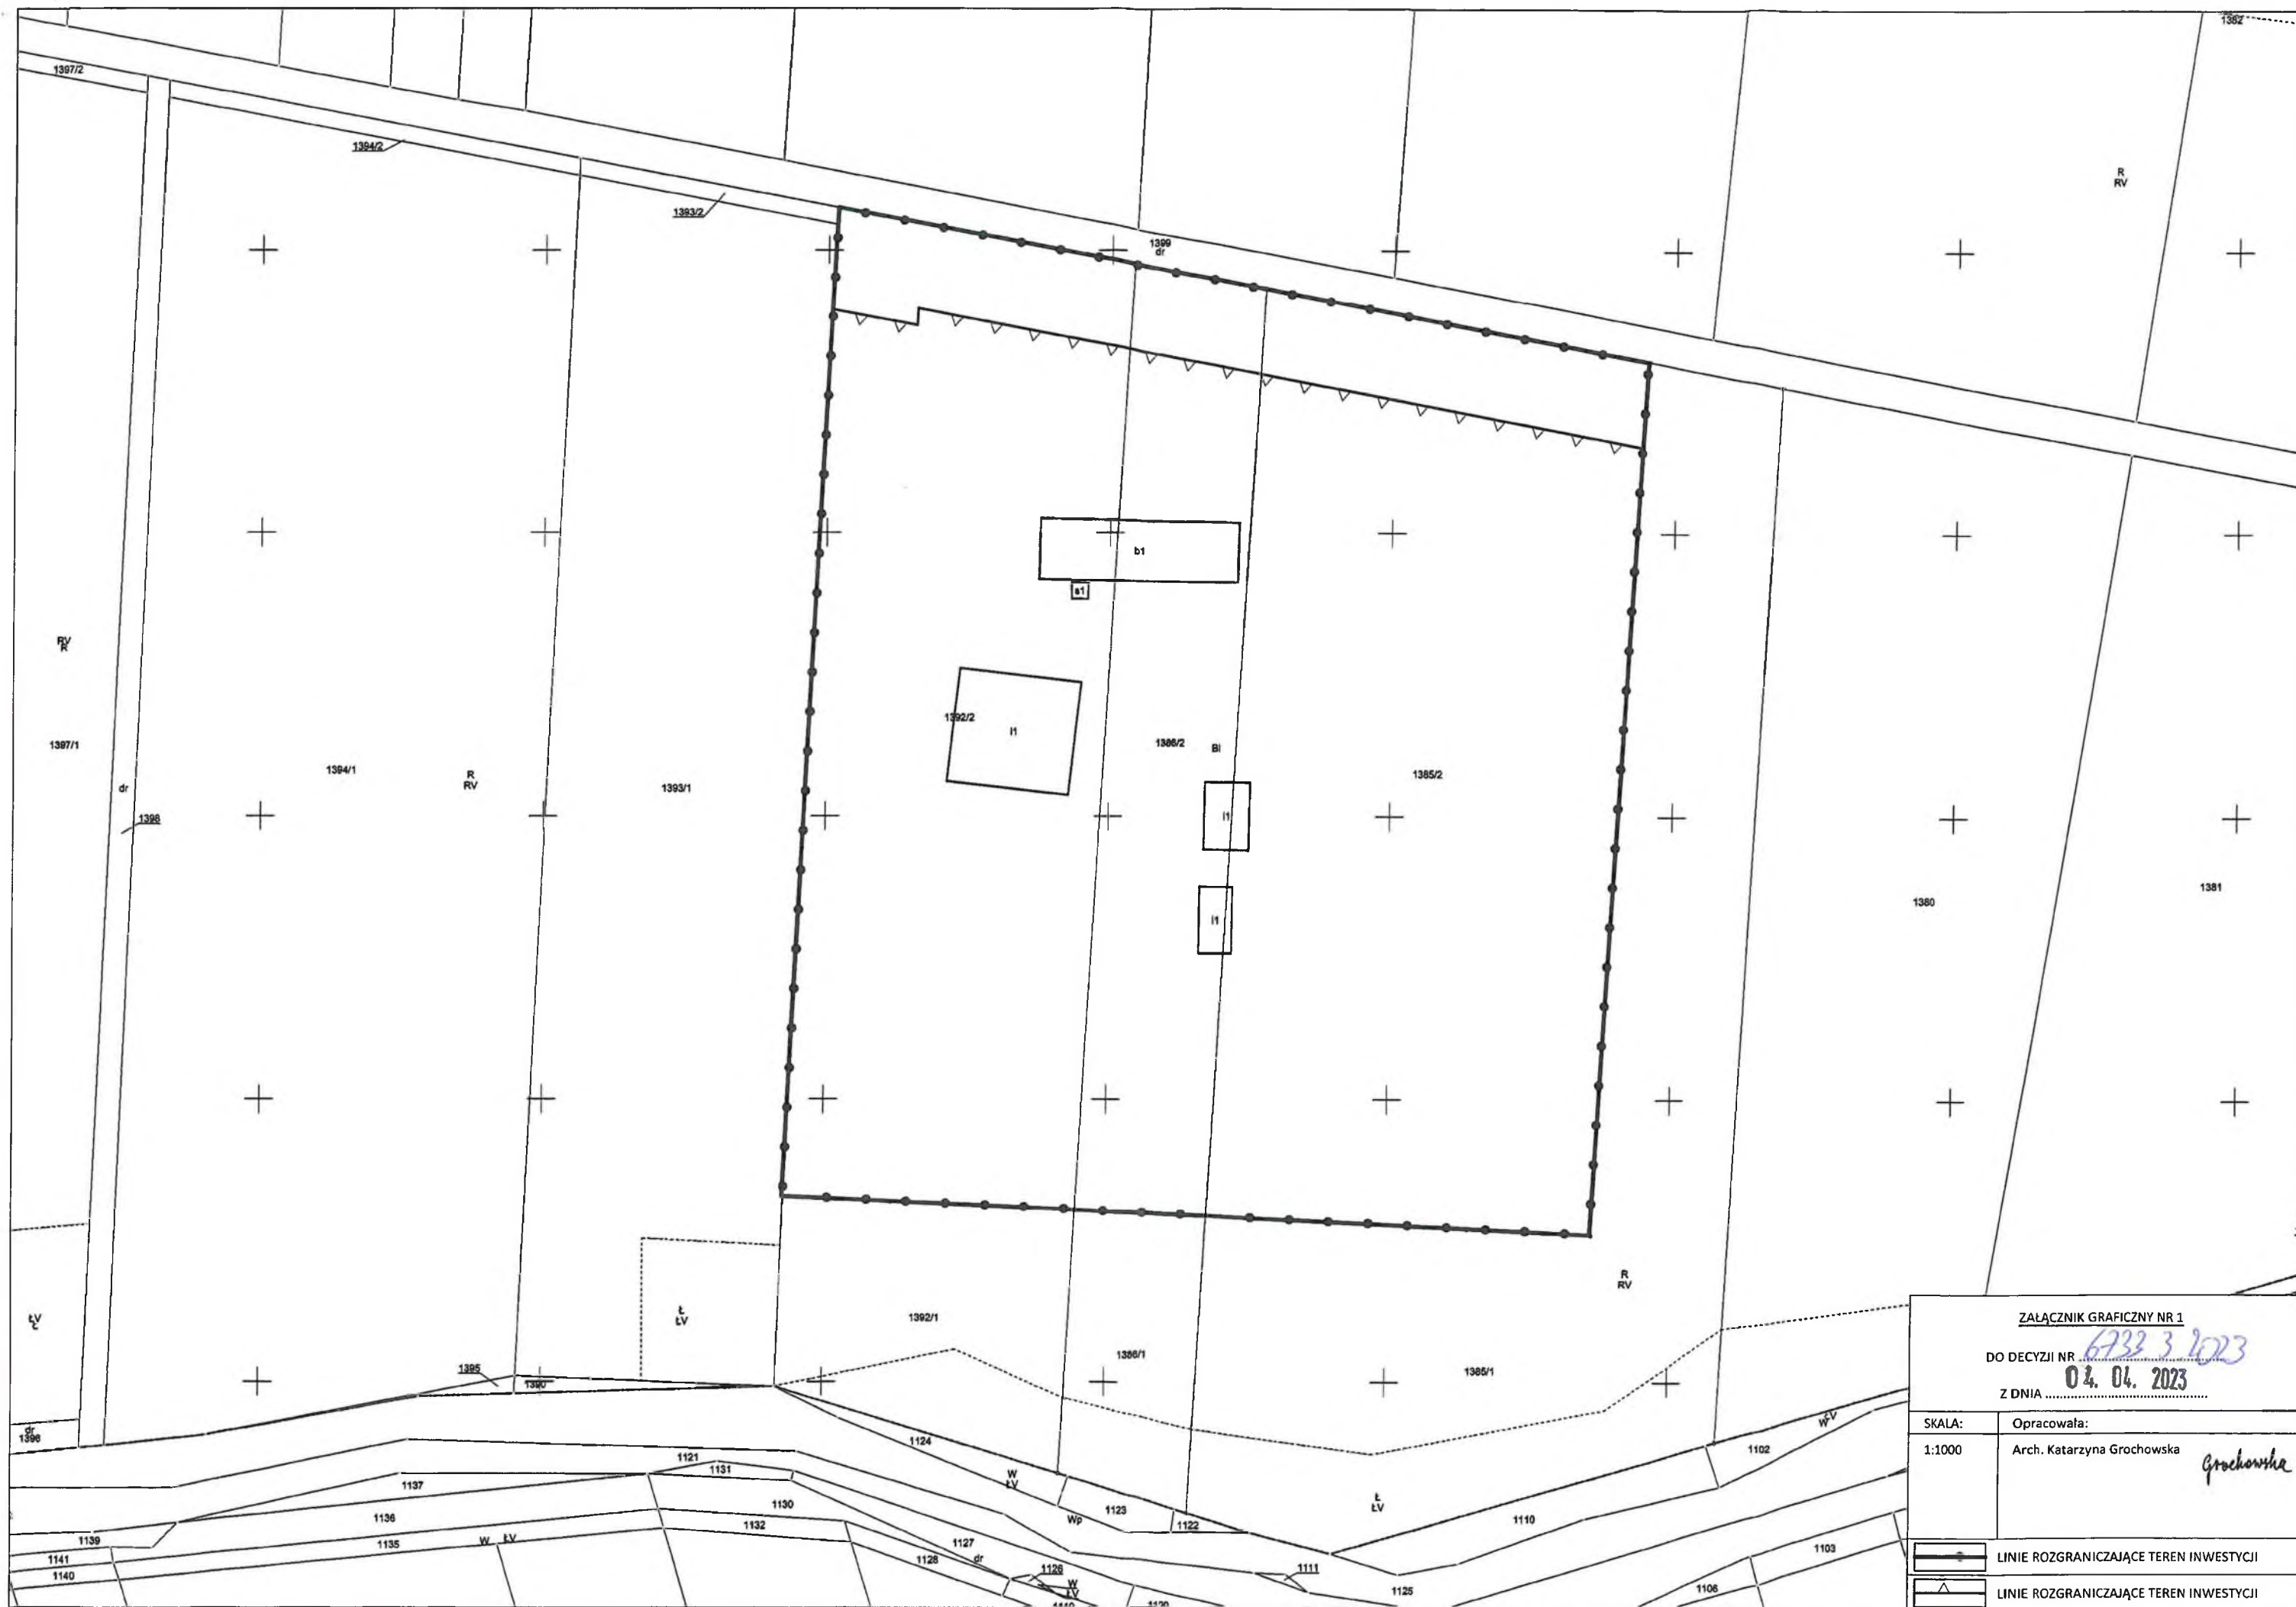 1382
1397/2
1394/2
1393/2
1399
dr
R
RV
b1
s1
RV
R
1392/2
i1
1386/2
Bi
1385/2
1397/1
1394/1
R
RV
1393/1
dr
1398
i1
i1
1380
1381
R
RV
ŁV
Ł
Ł
ŁV
1392/1
1386/1
1385/1
1395
1390
dr
1396
1124
1121
1131
1137
W
ŁV
1102
W
ŁV
1123
Wp
1122
Ł
ŁV
1110
1136
1130
1132
1139
1135
W ŁV
1127
dr
1128
1126
W
ŁV
1141
1140
1111
1125
1103
1106
1120
ZAŁĄCZNIK GRAFICZNY NR 1
DO DECYZJI NR 6733.3.2023
Z DNIA 04. 04. 2023
SKALA: Opracowała:
1:1000 Arch. Katarzyna Grochowska
Grochowska
LINIE ROZGRANICZAJĄCE TEREN INWESTYCJI
LINIE ROZGRANICZAJĄCE TEREN INWESTYCJI